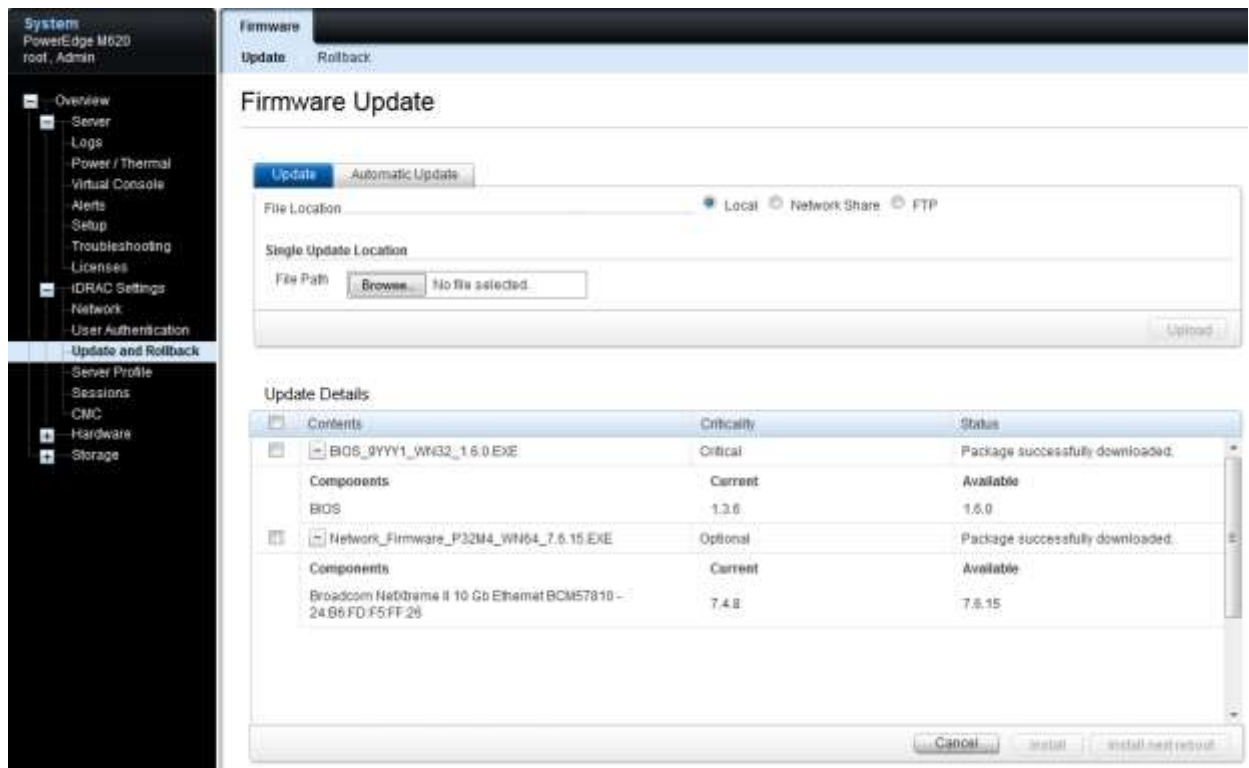 System
PowerEdge M620
root , Admin
Overview
Server
Logs
Power / Thermal
Virtual Console
Alerts
Setup
Troubleshooting
Licenses
iDRAC Settings
Network
User Authentication
Update and Rollback
Server Profile
Sessions
CMC
Hardware
Storage
Firmware
Update Rollback
Firmware Update
Update Automatic Update
File Location Local Network Share FTP
Single Update Location
File Path Browse... No file selected.
Upload
Update Details
Contents Criticality Status
BIOS_9YYY1_WN32_1.6.0.EXE Critical Package successfully downloaded.
Components Current Available
BIOS 1.3.6 1.6.0
Network_Firmware_P32M4_WN64_7.6.15.EXE Optional Package successfully downloaded.
Components Current Available
Broadcom NetXtreme II 10 Gb Ethernet BCM57810 - 7.4.8 7.6.15
24:B6:FD:F5:FF:26
Cancel Install Install next reboot